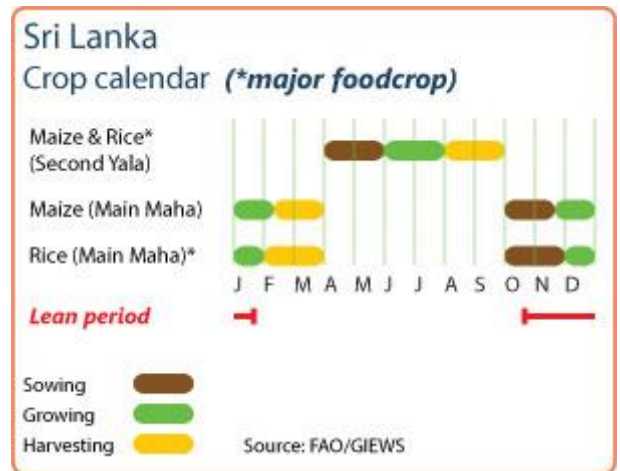 Sri Lanka
Crop calendar (*major foodcrop)
Maize & Rice*
(Second Yala)
Maize (Main Maha)
Rice (Main Maha)*
J F M A M J J A S O N D
Lean period
Sowing
Growing
Harvesting
Source: FAO/GIEWS